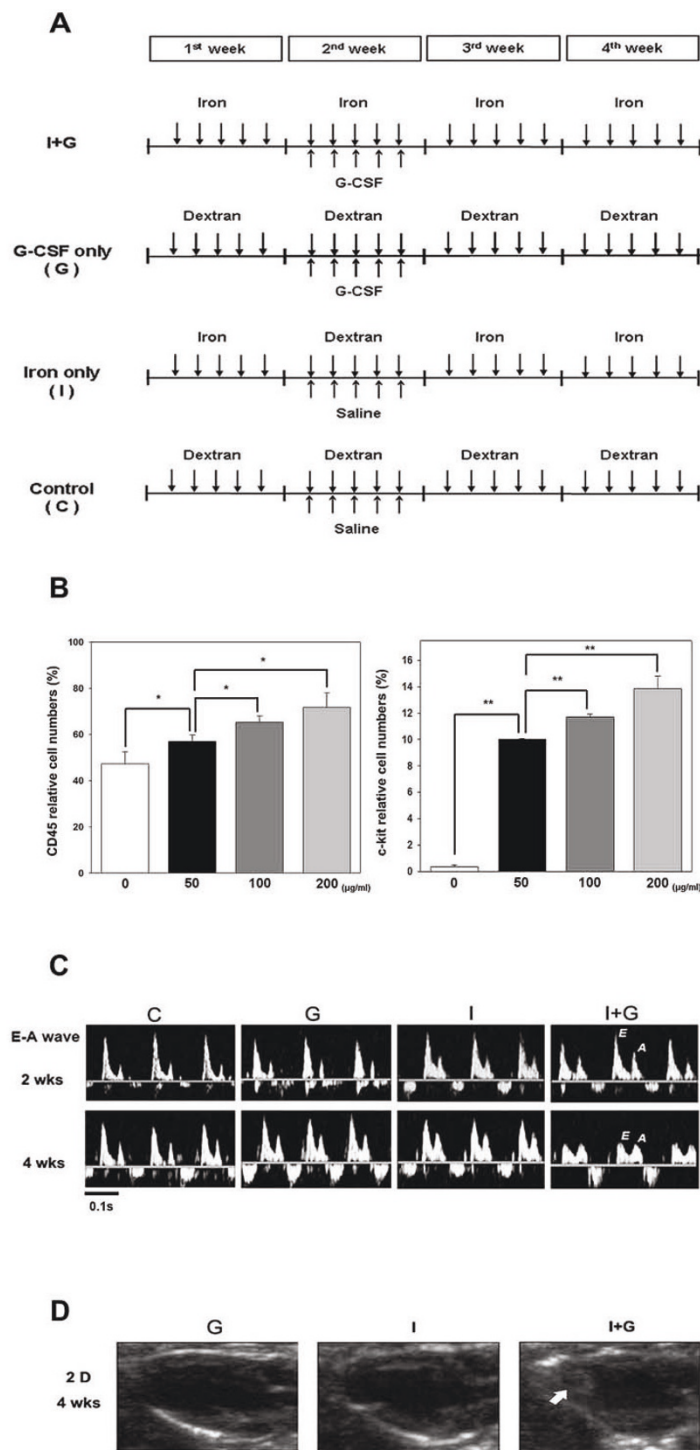 A
1st week 2nd week 3rd week 4th week
Iron Iron Iron Iron
I+G
G-CSF
Dextran Dextran Dextran Dextran
G-CSF only
( G )
G-CSF
Iron Dextran Iron Iron
Iron only
( I )
Saline
Dextran Dextran Dextran Dextran
Control
( C )
Saline
B
CD45 relative cell numbers (%)
100
80
60
40
20
0
* * *
0 50 100 200 (µg/ml)
c-kit relative cell numbers (%)
16
14
12
10
8
6
4
2
0
** ** **
0 50 100 200 (µg/ml)
C
C G I I+G
E-A wave
2 wks
E A
4 wks
E A
0.1s
D
G I I+G
2 D
4 wks